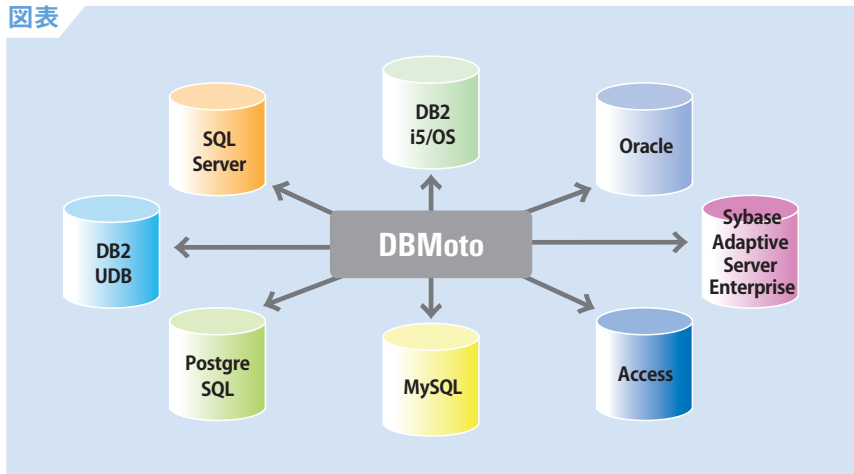 図表
DB2
i5/OS
SQL
Server
Oracle
DB2
UDB
DBMoto
Sybase
Adaptive
Server
Enterprise
Postgre
SQL
MySQL
Access